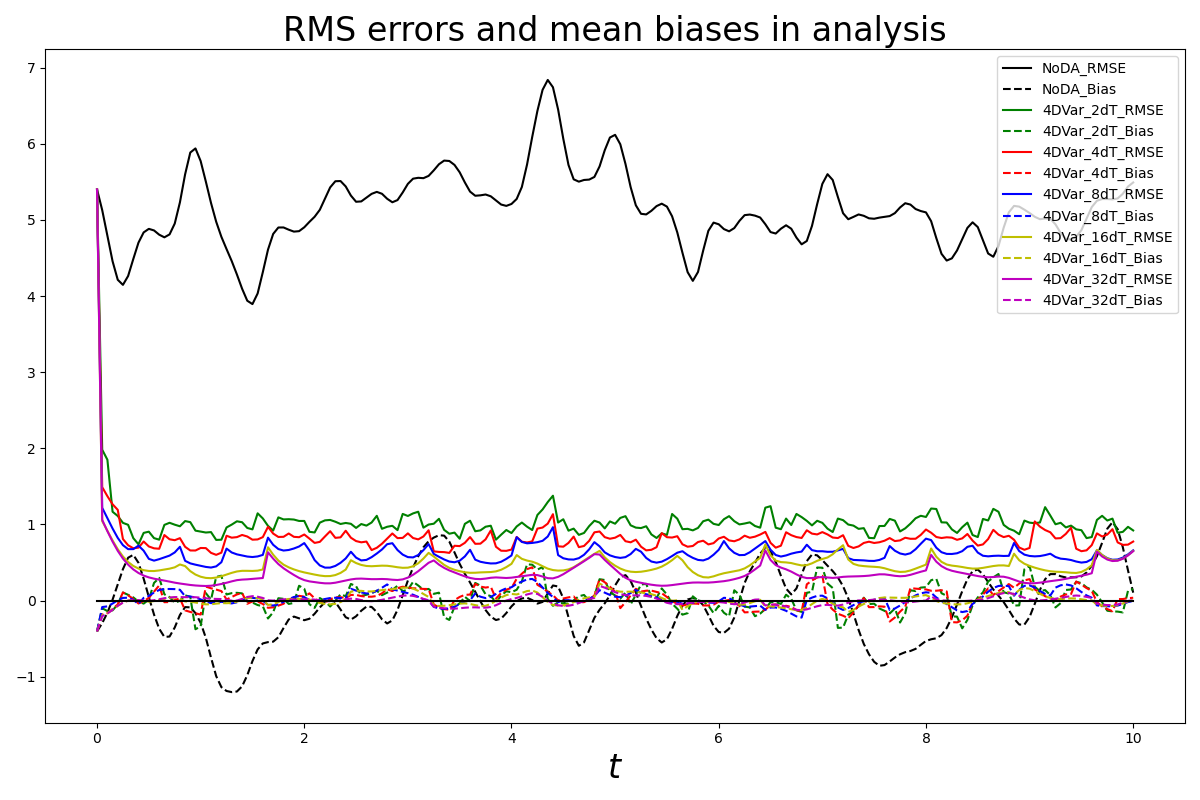 RMS errors and mean biases in analysis
7
6
5
4
3
2
1
0
−1
NoDA_RMSE
NoDA_Bias
4DVar_2dT_RMSE
4DVar_2dT_Bias
4DVar_4dT_RMSE
4DVar_4dT_Bias
4DVar_8dT_RMSE
4DVar_8dT_Bias
4DVar_16dT_RMSE
4DVar_16dT_Bias
4DVar_32dT_RMSE
4DVar_32dT_Bias
0 2 4 6 8 10
t